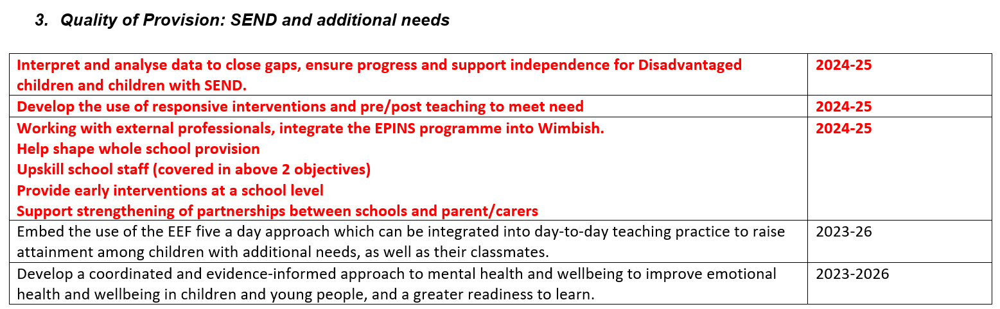 3. Quality of Provision: SEND and additional needs
Interpret and analyse data to close gaps, ensure progress and support independence for Disadvantaged 2024-25
children and children with SEND.
Develop the use of responsive interventions and pre/post teaching to meet need 2024-25
Working with external professionals, integrate the EPINS programme into Wimbish. 2024-25
Help shape whole school provision
Upskill school staff (covered in above 2 objectives)
Provide early interventions at a school level
Support strengthening of partnerships between schools and parent/carers
Embed the use of the EEF five a day approach which can be integrated into day-to-day teaching practice to raise 2023-26
attainment among children with additional needs, as well as their classmates.
Develop a coordinated and evidence-informed approach to mental health and wellbeing to improve emotional 2023-2026
health and wellbeing in children and young people, and a greater readiness to learn.